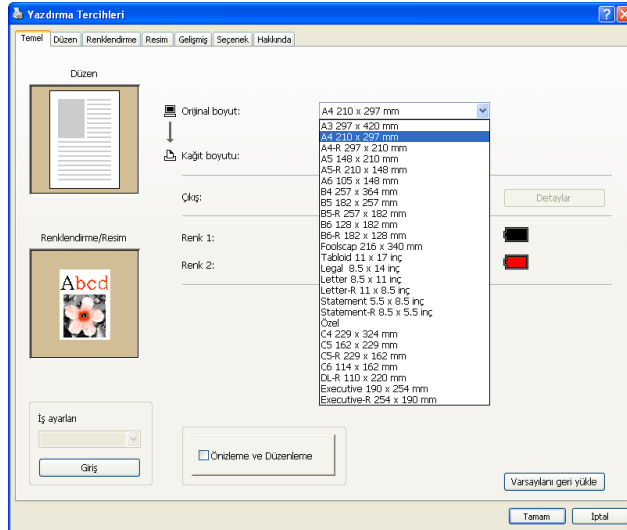 Yazdırma Tercihleri
Temel Düzen Renklendirme Resim Gelişmiş Seçenek Hakkında
Düzen
Orijinal boyut: A4 210 x 297 mm
A3 297 x 420 mm
A4 210 x 297 mm
A4-R 297 x 210 mm
Kağıt boyutu:
A5 148 x 210 mm
A5-R 210 x 148 mm
A6 105 x 148 mm
B4 257 x 364 mm
Çıkış:
Detaylar
B5 182 x 257 mm
B5-R 257 x 182 mm
B6 128 x 182 mm
Renklendirme/Resim
Renk 1:
B6-R 182 x 128 mm
Foolscap 216 x 340 mm
Tabloid 11 x 17 inç
Renk 2:
Legal 8.5 x 14 inç
Letter 8.5 x 11 inç
Abcd
Letter-R 11 x 8.5 inç
Statement 5.5 x 8.5 inç
Statement-R 8.5 x 5.5 inç
Özel
C4 229 x 324 mm
C5 162 x 229 mm
C5-R 229 x 162 mm
C6 114 x 162 mm
DL-R 110 x 220 mm
Executive 190 x 254 mm
Executive-R 254 x 190 mm
İş ayarları
Giriş
Önizleme ve Düzenleme
Varsayılanı geri yükle
Tamam İptal